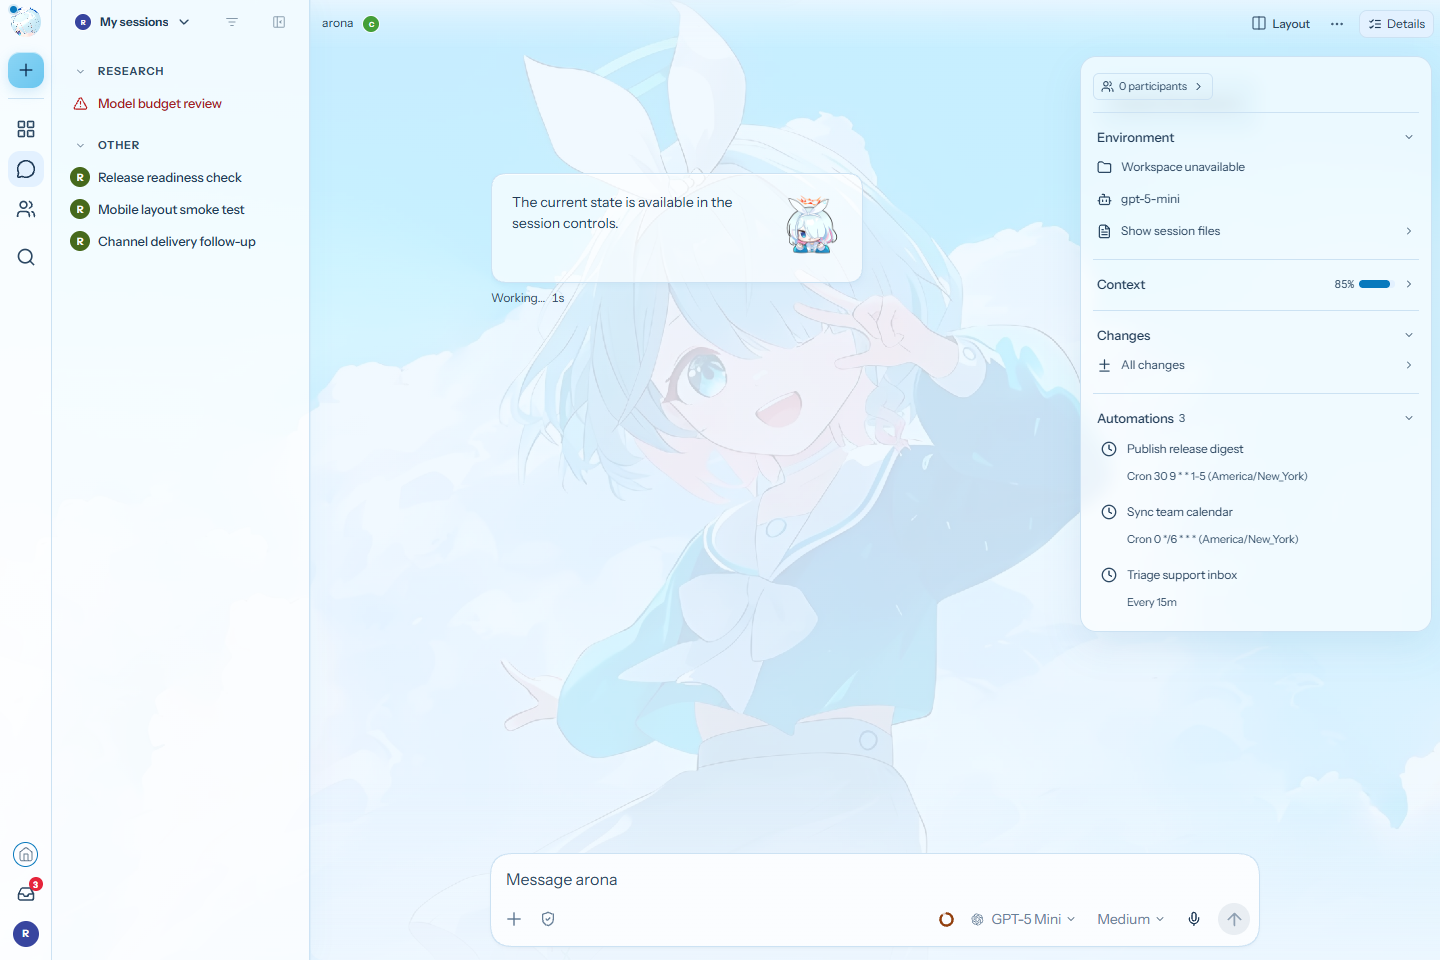 R My sessions
RESEARCH
Model budget review
OTHER
R Release readiness check
R Mobile layout smoke test
R Channel delivery follow-up
3
R
arona C
Layout
Details
The current state is available in the
session controls.
Working... 1s
0 participants
Environment
Workspace unavailable
gpt-5-mini
Show session files
Context 85%
Changes
All changes
Automations 3
Publish release digest
Cron 30 9 * * 1-5 (America/New_York)
Sync team calendar
Cron 0 */6 * * * (America/New_York)
Triage support inbox
Every 15m
Message arona
GPT-5 Mini Medium